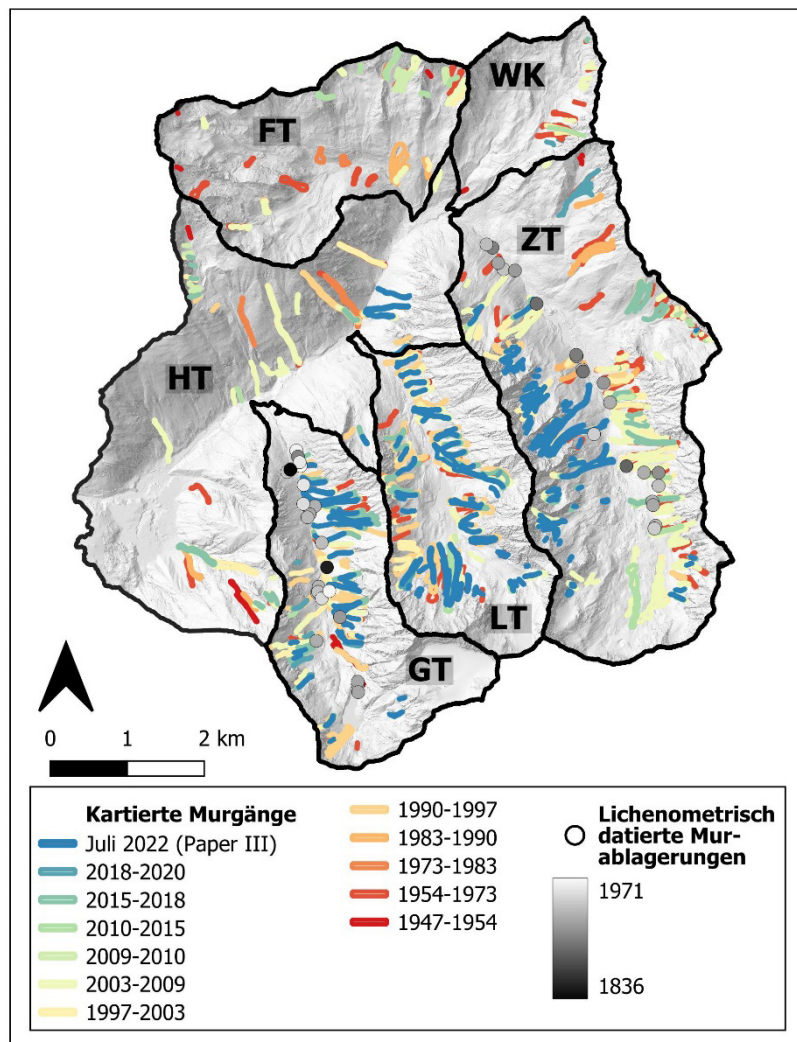 WK
FT
ZT
HT
LT
GT
0 1 2 km
Kartierte Murgänge
Juli 2022 (Paper III)
2018-2020
2015-2018
2010-2015
2009-2010
2003-2009
1997-2003
1990-1997
1983-1990
1973-1983
1954-1973
1947-1954
Lichenometrisch
datierte Mur-
ablagerungen
1971
1836